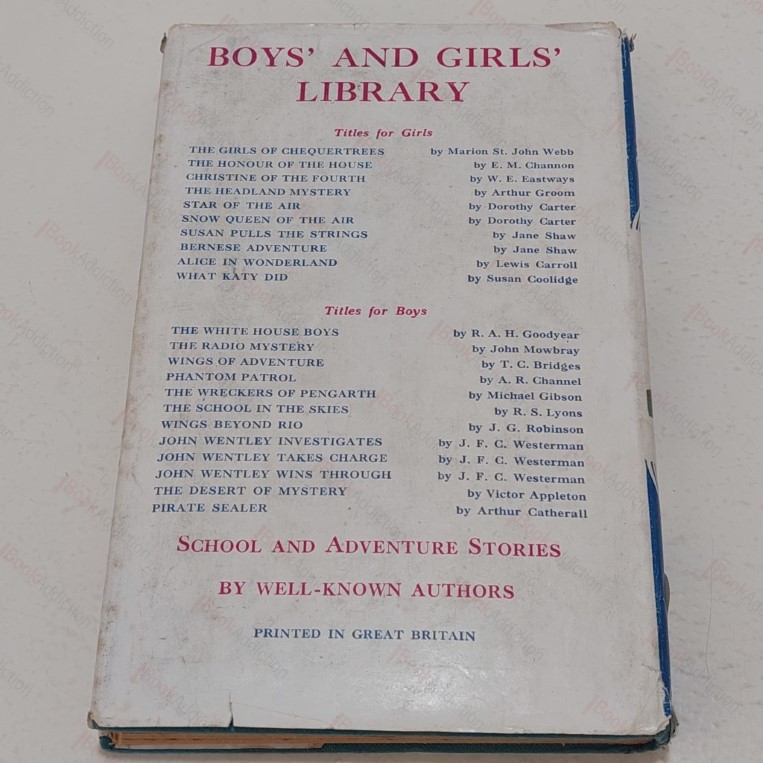 BOYS' AND GIRLS'
LIBRARY
Titles for Girls
THE GIRLS OF CHEQUERTREES by Marion St. John Webb
THE HONOUR OF THE HOUSE by E. M. Channon
CHRISTINE OF THE FOURTH by W. E. Eastways
THE HEADLAND MYSTERY by Arthur Groom
STAR OF THE AIR by Dorothy Carter
SNOW QUEEN OF THE AIR by Dorothy Carter
SUSAN PULLS THE STRINGS by Jane Shaw
BERNESE ADVENTURE by Jane Shaw
ALICE IN WONDERLAND by Lewis Carroll
WHAT KATY DID by Susan Coolidge
Titles for Boys
THE WHITE HOUSE BOYS by R. A. H. Goodyear
THE RADIO MYSTERY by John Mowbray
WINGS OF ADVENTURE by T. C. Bridges
PHANTOM PATROL by A. R. Channel
THE WRECKERS OF PENGARTH by Michael Gibson
THE SCHOOL IN THE SKIES by R. S. Lyons
WINGS BEYOND RIO by J. G. Robinson
JOHN WENTLEY INVESTIGATES by J. F. C. Westerman
JOHN WENTLEY TAKES CHARGE by J. F. C. Westerman
JOHN WENTLEY WINS THROUGH by J. F. C. Westerman
THE DESERT OF MYSTERY by Victor Appleton
PIRATE SEALER by Arthur Catherall
SCHOOL AND ADVENTURE STORIES
BY WELL-KNOWN AUTHORS
PRINTED IN GREAT BRITAIN